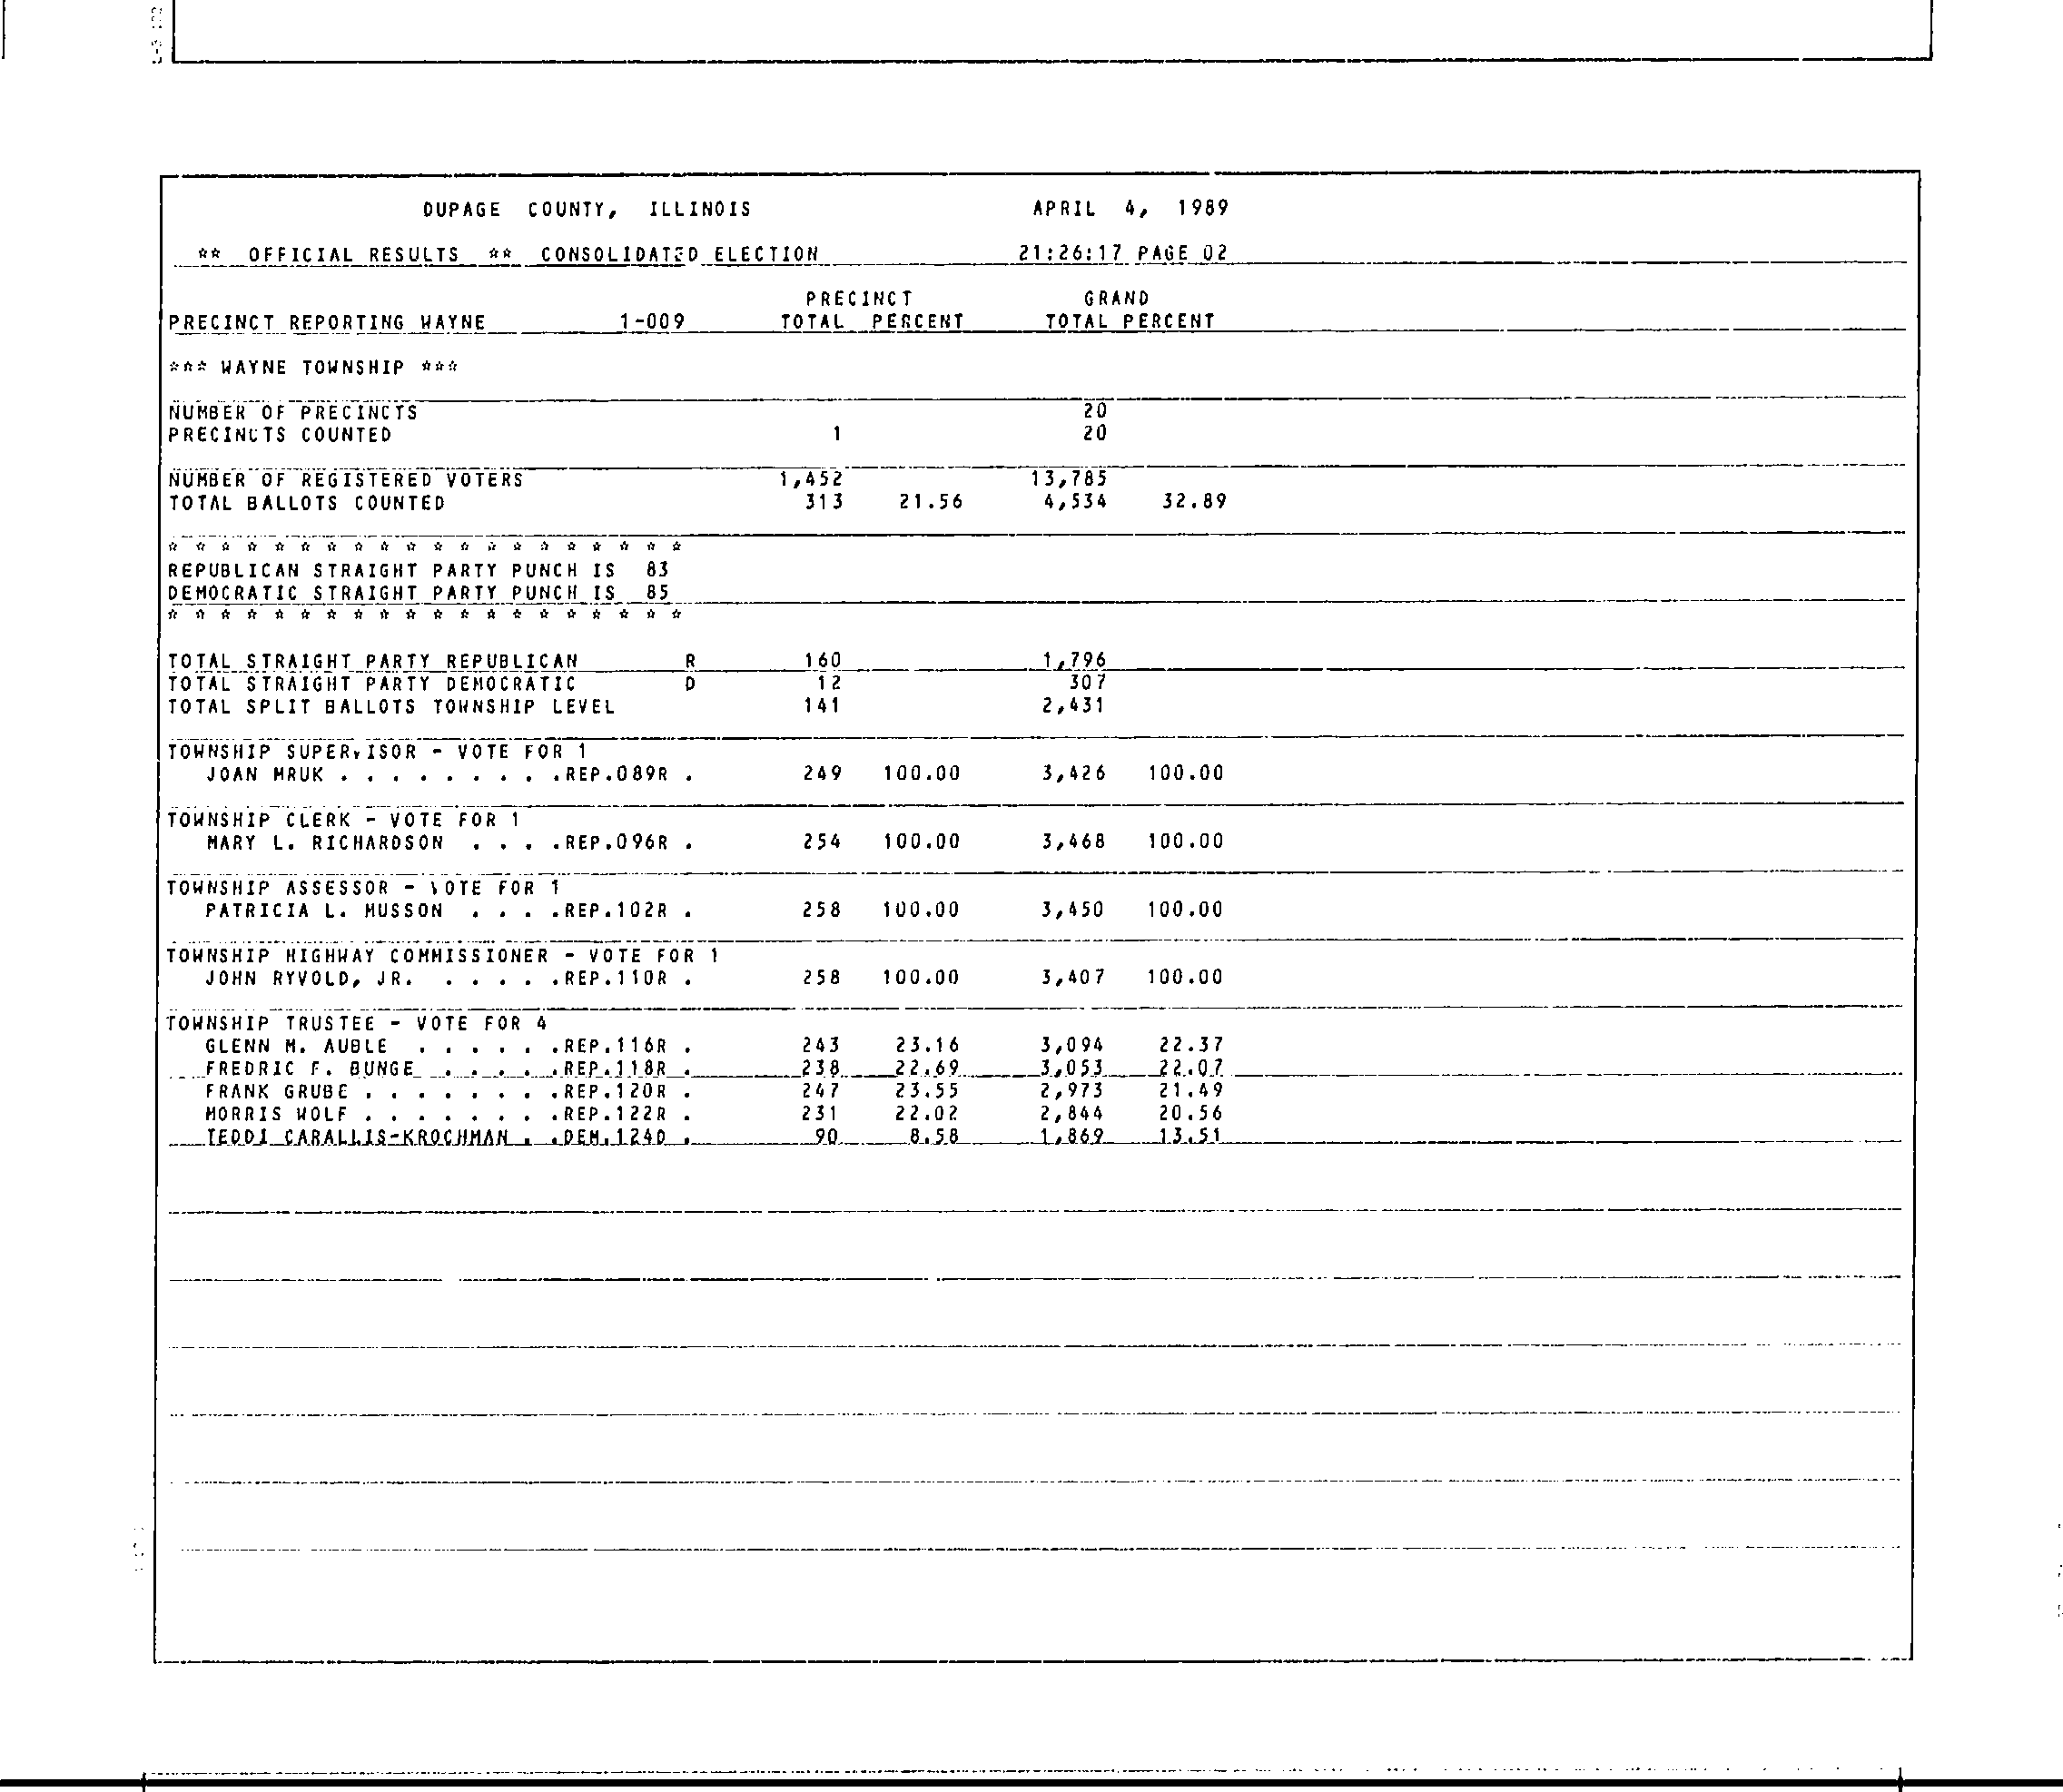 DUPAGE COUNTY, ILLINOIS APRIL 4, 1989
** OFFICIAL RESULTS ** CONSOLIDATED ELECTION 21:26:17 PAGE 02
PRECINCT GRAND
PRECINCT REPORTING WAYNE 1-009 TOTAL PERCENT TOTAL PERCENT
*** WAYNE TOWNSHIP ***
NUMBER OF PRECINCTS 20
PRECINCTS COUNTED 1 20
NUMBER OF REGISTERED VOTERS 1,452 13,785
TOTAL BALLOTS COUNTED 313 21.56 4,534 32.89
* * * * * * * * * * * * * * * * * * * *
REPUBLICAN STRAIGHT PARTY PUNCH IS 83
DEMOCRATIC STRAIGHT PARTY PUNCH IS 85
* * * * * * * * * * * * * * * * * * * *
TOTAL STRAIGHT PARTY REPUBLICAN R 160 1,796
TOTAL STRAIGHT PARTY DEMOCRATIC D 12 307
TOTAL SPLIT BALLOTS TOWNSHIP LEVEL 141 2,431
TOWNSHIP SUPERVISOR - VOTE FOR 1
JOAN MRUK . . . . . . . . .REP.089R . 249 100.00 3,426 100.00
TOWNSHIP CLERK - VOTE FOR 1
MARY L. RICHARDSON . . . .REP.096R . 254 100.00 3,468 100.00
TOWNSHIP ASSESSOR - VOTE FOR 1
PATRICIA L. MUSSON . . . .REP.102R . 258 100.00 3,450 100.00
TOWNSHIP HIGHWAY COMMISSIONER - VOTE FOR 1
JOHN RYVOLD, JR. . . . . .REP.110R . 258 100.00 3,407 100.00
TOWNSHIP TRUSTEE - VOTE FOR 4
GLENN M. AUBLE . . . . . .REP.116R . 243 23.16 3,094 22.37
FREDRIC F. BUNGE . . . . .REP.118R . 238 22.69 3,053 22.07
FRANK GRUBE . . . . . . . .REP.120R . 247 23.55 2,973 21.49
MORRIS WOLF . . . . . . . .REP.122R . 231 22.02 2,844 20.56
TEDDI CARALLIS-KROCHMAN . .DEM.124D . 90 8.58 1,869 13.51